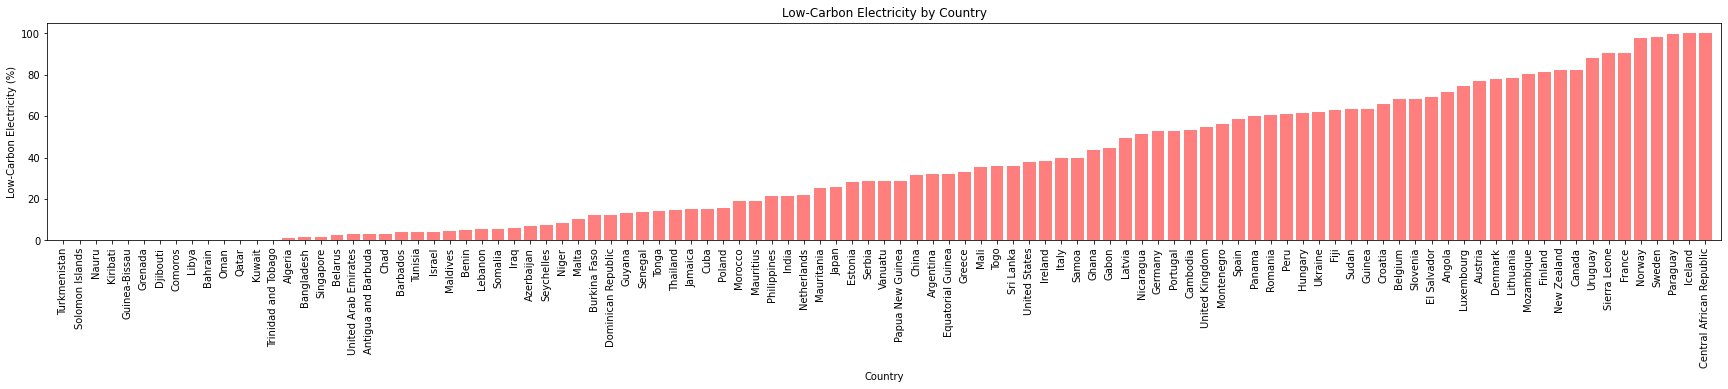 Low-Carbon Electricity by Country
Low-Carbon Electricity (%)
100
80
60
40
20
0
Turkmenistan
Solomon Islands
Nauru
Kiribati
Guinea-Bissau
Grenada
Djibouti
Comoros
Libya
Bahrain
Oman
Qatar
Kuwait
Trinidad and Tobago
Algeria
Bangladesh
Singapore
Belarus
United Arab Emirates
Antigua and Barbuda
Chad
Barbados
Tunisia
Israel
Maldives
Benin
Lebanon
Somalia
Iraq
Azerbaijan
Seychelles
Niger
Malta
Burkina Faso
Dominican Republic
Guyana
Senegal
Tonga
Thailand
Jamaica
Cuba
Poland
Morocco
Mauritius
Philippines
India
Netherlands
Mauritania
Japan
Estonia
Serbia
Vanuatu
Papua New Guinea
China
Argentina
Equatorial Guinea
Greece
Mali
Togo
Sri Lanka
United States
Ireland
Italy
Samoa
Ghana
Gabon
Latvia
Nicaragua
Germany
Portugal
Cambodia
United Kingdom
Montenegro
Spain
Panama
Romania
Peru
Hungary
Ukraine
Fiji
Sudan
Guinea
Croatia
Belgium
Slovenia
El Salvador
Angola
Luxembourg
Austria
Denmark
Lithuania
Mozambique
Finland
New Zealand
Canada
Uruguay
Sierra Leone
France
Norway
Sweden
Paraguay
Iceland
Central African Republic
Country